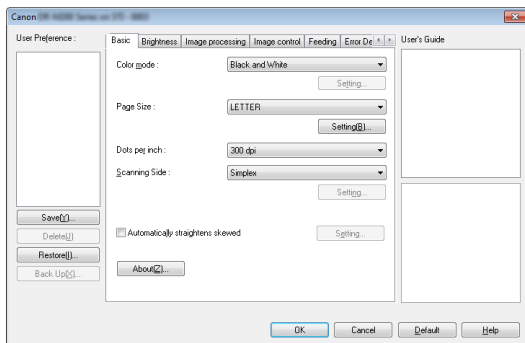 Canon
User Preference :
Basic Brightness Image processing Image control Feeding Error De
User's Guide
Color mode :
Black and White
Setting...
Page Size :
LETTER
Setting(B)...
Dots per inch :
300 dpi
Scanning Side :
Simplex
Setting...
Save(Y)...
Delete(J)
Restore(I)...
Back Up(X)...
Automatically straightens skewed
Setting...
About(Z)...
OK Cancel Default Help